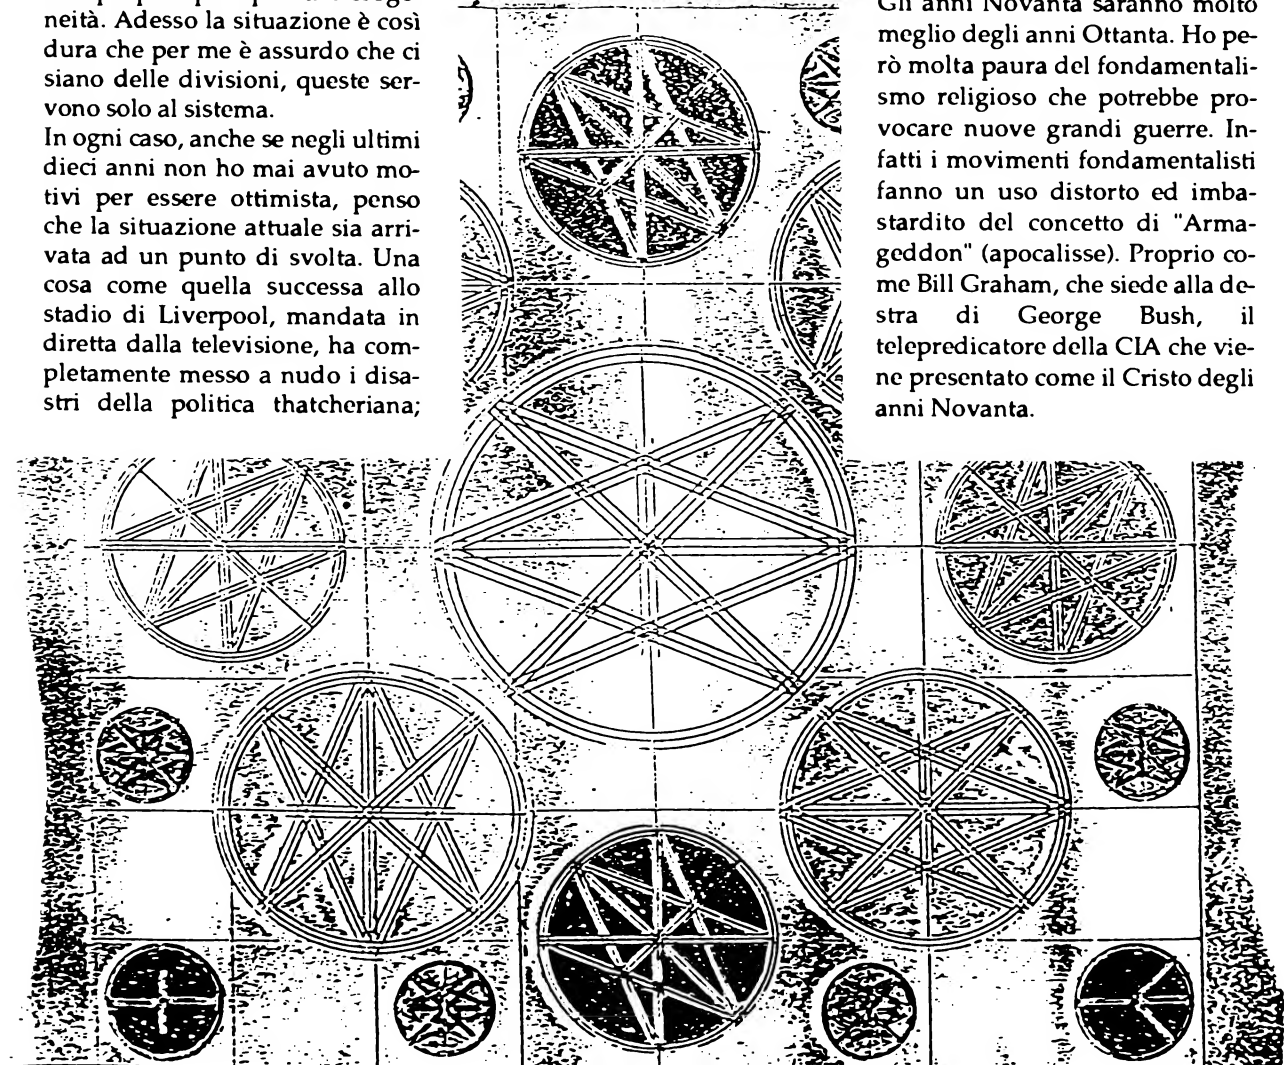 neità. Adesso la situazione è così
dura che per me è assurdo che ci
siano delle divisioni, queste ser-
vono solo al sistema.
In ogni caso, anche se negli ultimi
dieci anni non ho mai avuto mo-
tivi per essere ottimista, penso
che la situazione attuale sia arri-
vata ad un punto di svolta. Una
cosa come quella successa allo
stadio di Liverpool, mandata in
diretta dalla televisione, ha com-
pletamente messo a nudo i disa-
stri della politica thatcheriana;
Gli anni Novanta saranno molto
meglio degli anni Ottanta. Ho pe-
rò molta paura del fondamentali-
smo religioso che potrebbe pro-
vocare nuove grandi guerre. In-
fatti i movimenti fondamentalisti
fanno un uso distorto ed imba-
stardito del concetto di "Arma-
geddon" (apocalisse). Proprio co-
me Bill Graham, che siede alla de-
stra di George Bush, il
telepredicatore della CIA che vie-
ne presentato come il Cristo degli
anni Novanta.